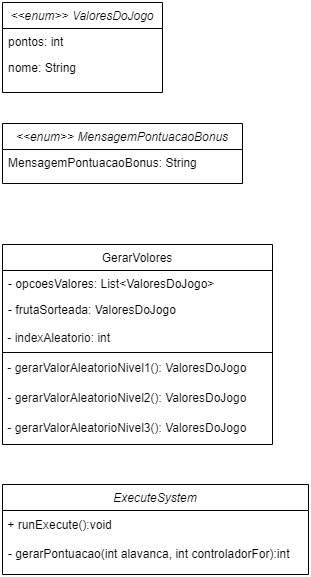 <<enum>> ValoresDoJogo
pontos: int
nome: String
<<enum>> MensagemPontuacaoBonus
MensagemPontuacaoBonus: String
GerarVolores
- opcoesValores: List<ValoresDoJogo>
- frutaSorteada: ValoresDoJogo
- indexAleatorio: int
- gerarValorAleatorioNivel1(): ValoresDoJogo
- gerarValorAleatorioNivel2(): ValoresDoJogo
- gerarValorAleatorioNivel3(): ValoresDoJogo
ExecuteSystem
+ runExecute():void
- gerarPontuacao(int alavanca, int controladorFor):int